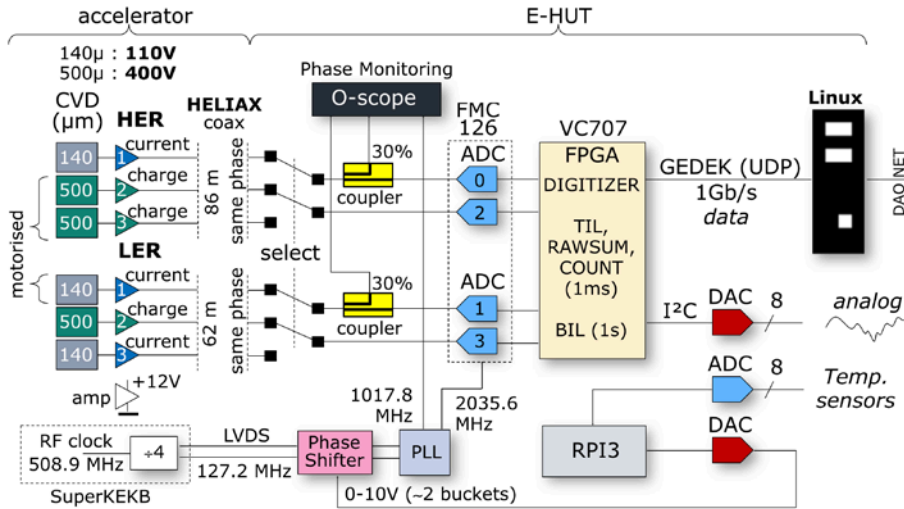 accelerator
E-HUT
140µ : 110V
500µ : 400V
CVD
(µm)
HER
HELIAX
coax
Phase Monitoring
O-scope
FMC
126
VC707
Linux
140
1
current
500
2
charge
500
3
charge
motorised
86 m
same phase
30%
coupler
ADC
0
2
FPGA
DIGITIZER
TIL,
RAWSUM,
COUNT
(1ms)
BIL (1s)
GEDEK (UDP)
1Gb/s
data
DAQ NET
LER
select
140
1
current
500
2
charge
140
3
current
62 m
same phase
30%
coupler
ADC
1
3
I²C
DAC
8
analog
amp
+12V
1017.8
MHz
2035.6
MHz
ADC
8
Temp.
sensors
RF clock
508.9 MHz
÷4
LVDS
127.2 MHz
Phase
Shifter
PLL
RPI3
DAC
SuperKEKB
0-10V (~2 buckets)